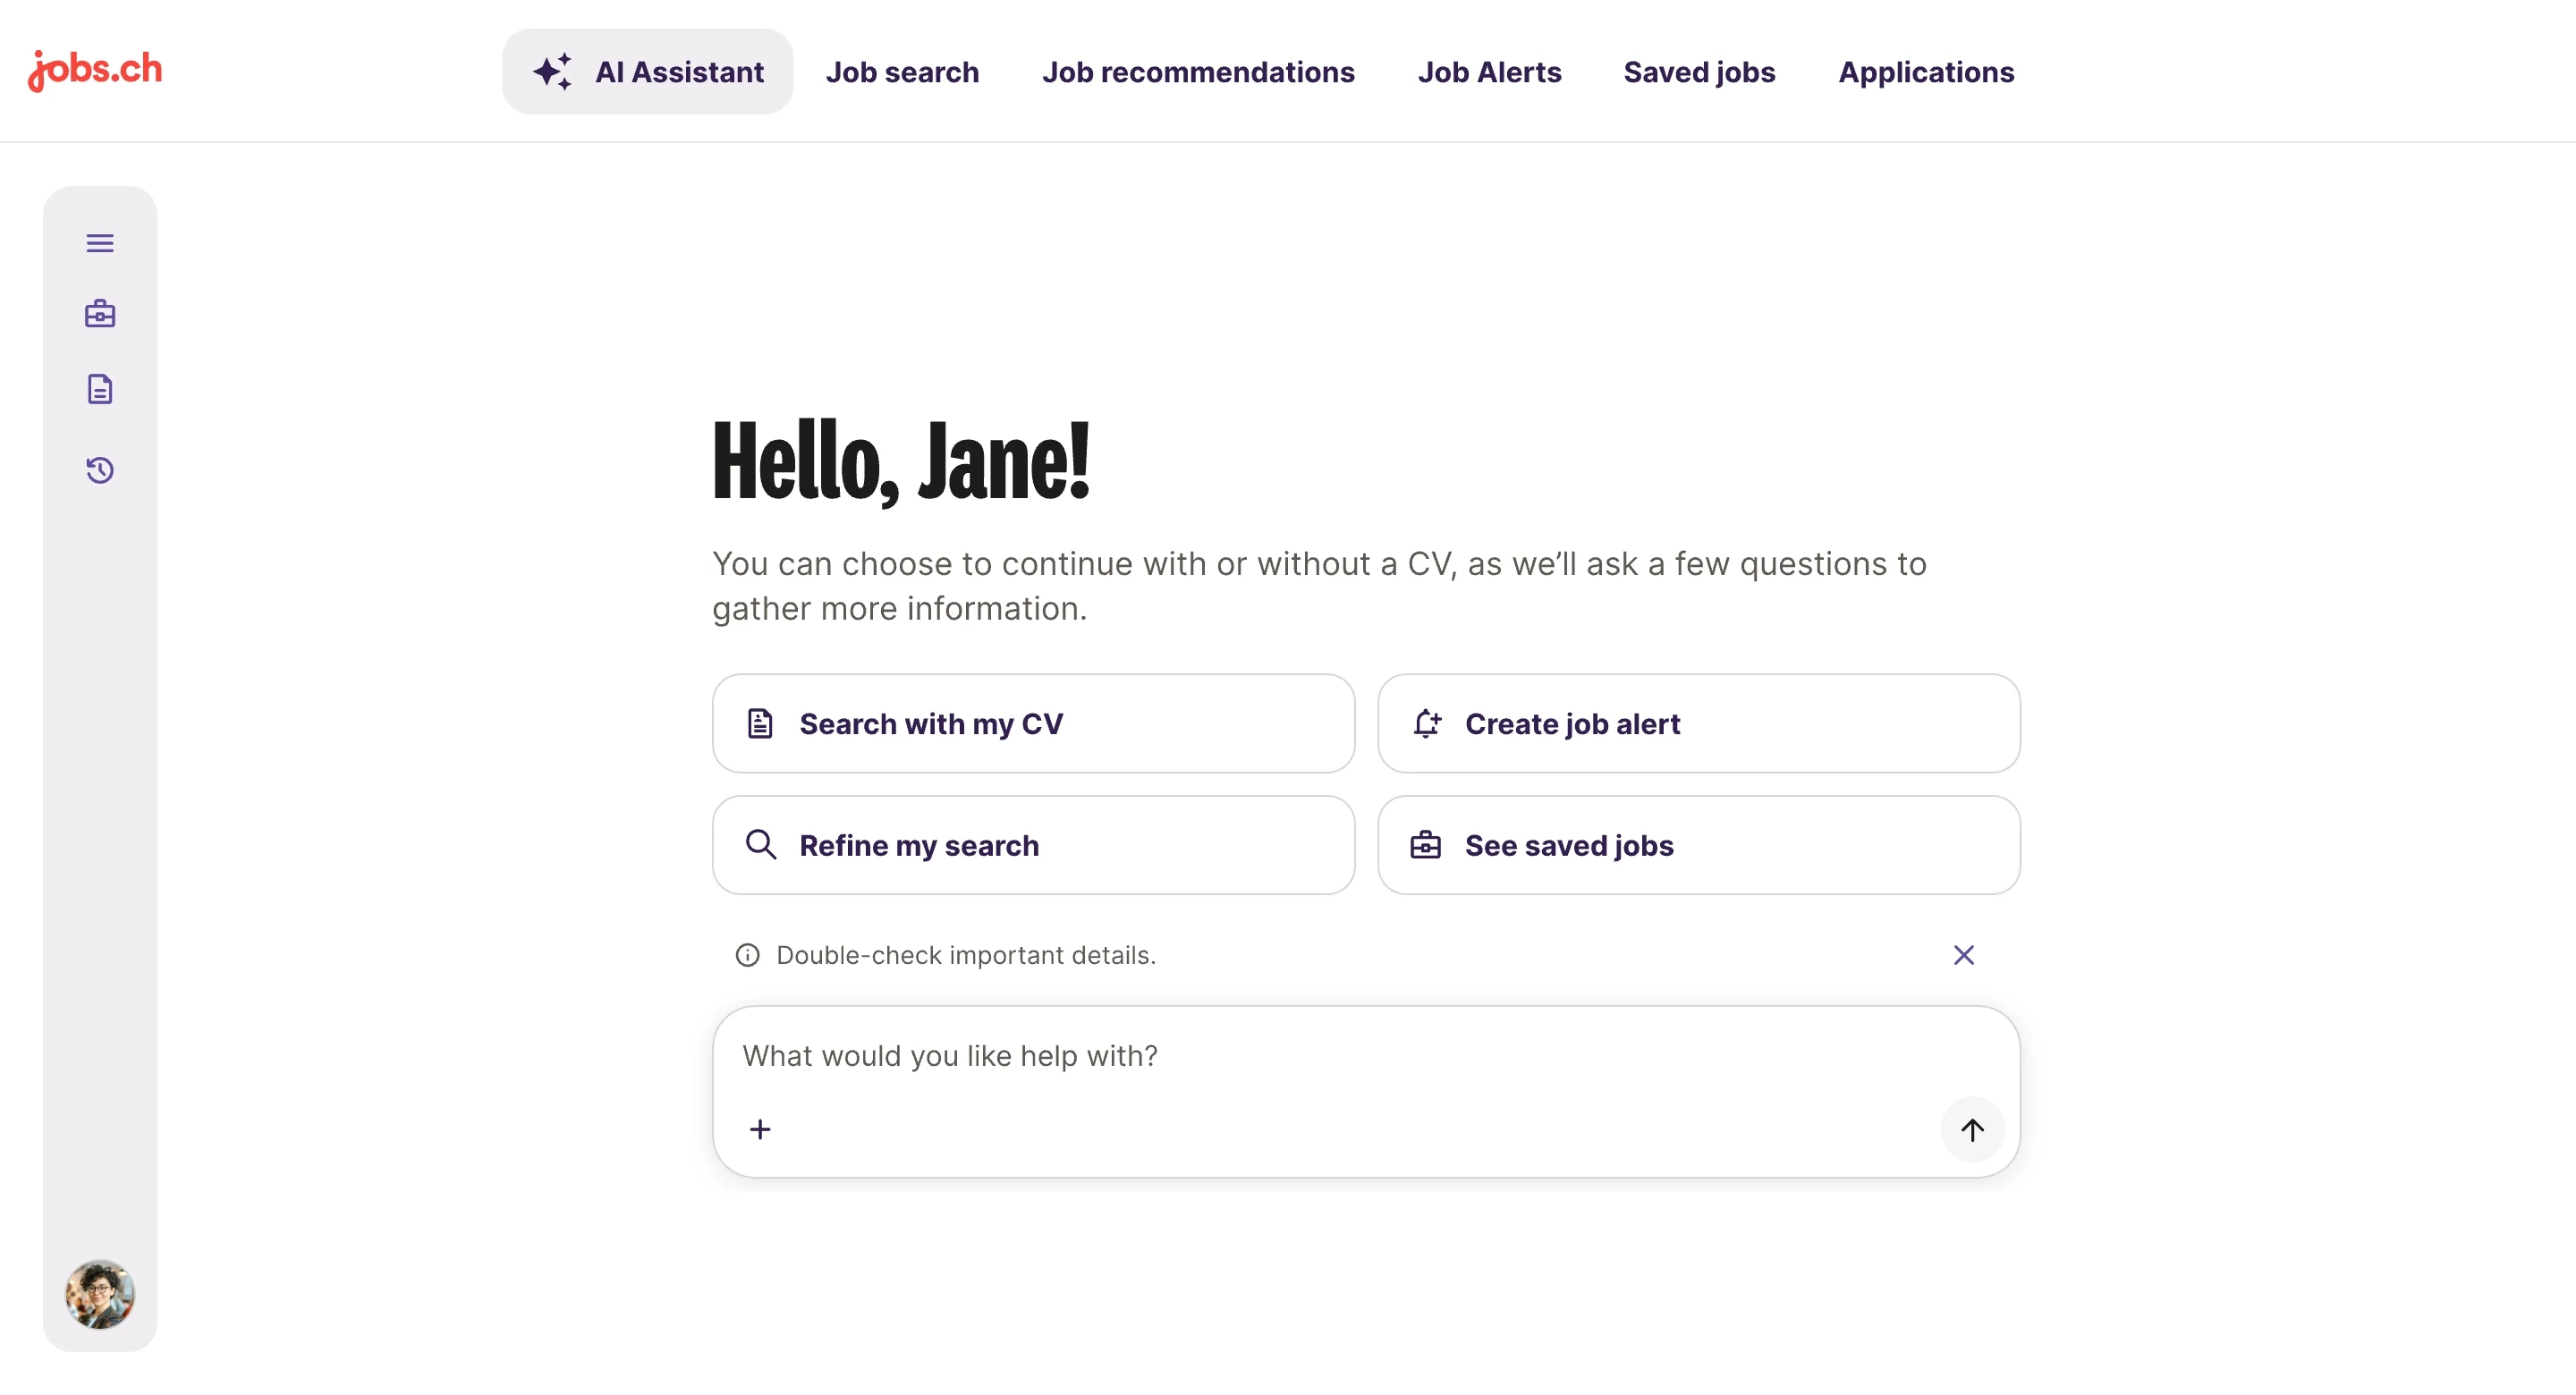 jobs.ch
AI Assistant
Job search
Job recommendations
Job Alerts
Saved jobs
Applications
Hello, Jane!
You can choose to continue with or without a CV, as we’ll ask a few questions to
gather more information.
Search with my CV
Create job alert
Refine my search
See saved jobs
Double-check important details.
What would you like help with?